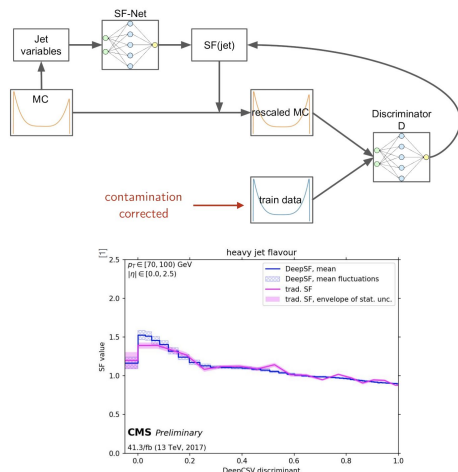 SF-Net
Jet
variables
SF(jet)
MC
rescaled MC
Discriminator
D
train data
contamination
corrected
heavy jet flavour
[1]
2.5
2.0
1.5
1.0
0.5
0.0
SF value
pT ∈ [70, 100) GeV
|η| ∈ [0.0, 2.5)
DeepSF, mean
DeepSF, mean fluctuations
trad. SF
trad. SF, envelope of stat. unc.
CMS Preliminary
41.3/fb (13 TeV, 2017)
0.0 0.2 0.4 0.6 0.8 1.0
DeepCSV discriminant